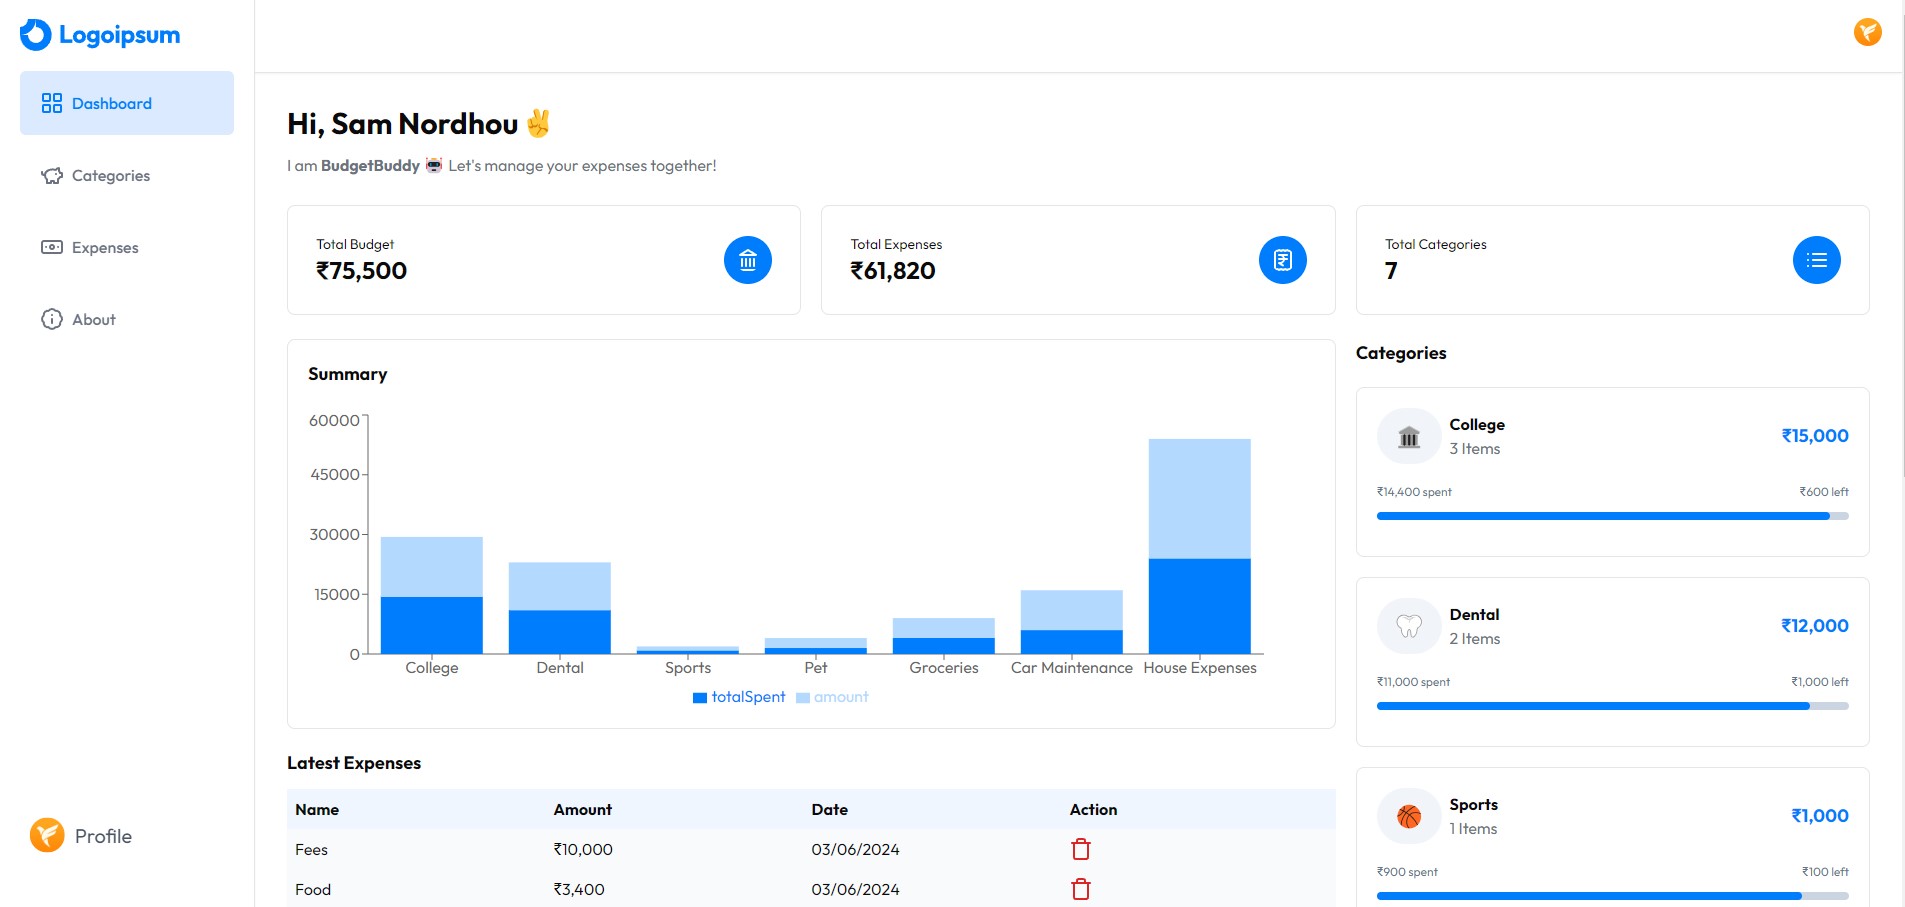 Logoipsum
Dashboard
Categories
Expenses
About
Profile
Hi, Sam Nordhou ✌️
I am BudgetBuddy 🤖 Let's manage your expenses together!
Total Budget
₹75,500
Total Expenses
₹61,820
Total Categories
7
Summary
60000
45000
30000
15000
0
College Dental Sports Pet Groceries Car Maintenance House Expenses
totalSpent amount
Latest Expenses
Name Amount Date Action
Fees ₹10,000 03/06/2024
Food ₹3,400 03/06/2024
Categories
College
3 Items
₹15,000
₹14,400 spent ₹600 left
Dental
2 Items
₹12,000
₹11,000 spent ₹1,000 left
Sports
1 Items
₹1,000
₹900 spent ₹100 left